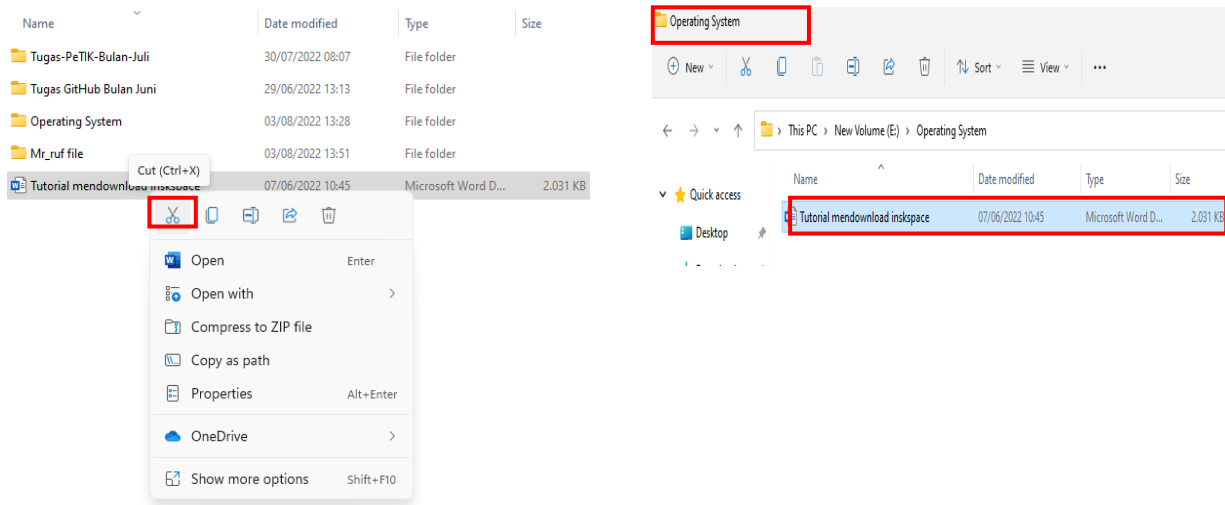 Name Date modified Type Size
Tugas-PeTIK-Bulan-Juli 30/07/2022 08:07 File folder
Tugas GitHub Bulan Juni 29/06/2022 13:13 File folder
Operating System 03/08/2022 13:28 File folder
Mr_ruf file 03/08/2022 13:51 File folder
Cut (Ctrl+X)
Tutorial mendownload inskspace 07/06/2022 10:45 Microsoft Word D... 2.031 KB
Open Enter
Open with
Compress to ZIP file
Copy as path
Properties Alt+Enter
OneDrive
Show more options Shift+F10
Operating System
New Sort View ...
This PC > New Volume (E:) > Operating System
Name Date modified Type Size
Quick access
Tutorial mendownload inskspace 07/06/2022 10:45 Microsoft Word D... 2.031 KB
Desktop